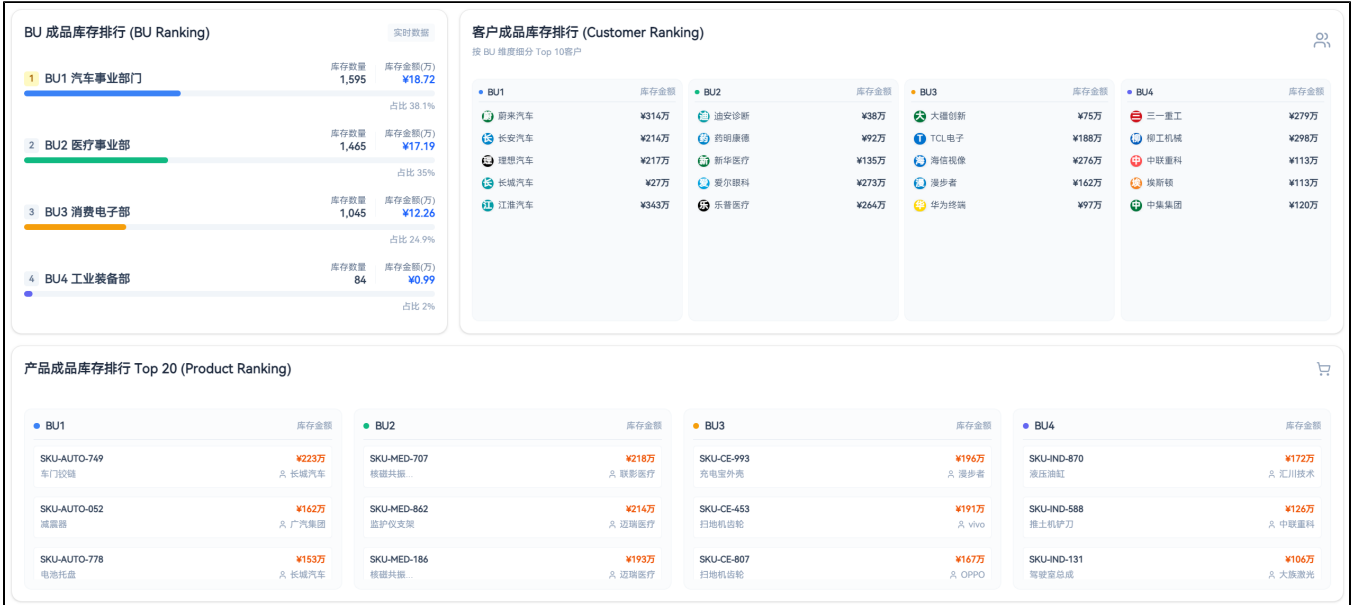 BU 成品库存排行 (BU Ranking)
实时数据
1 BU1 汽车事业部门 库存数量 1,595 库存金额(万) ¥18.72
占比 38.1%
2 BU2 医疗事业部 库存数量 1,465 库存金额(万) ¥17.19
占比 35%
3 BU3 消费电子部 库存数量 1,045 库存金额(万) ¥12.26
占比 24.9%
4 BU4 工业装备部 库存数量 84 库存金额(万) ¥0.99
占比 2%
客户成品库存排行 (Customer Ranking)
按 BU 维度细分 Top 10客户
BU1 库存金额
蔚 蔚来汽车 ¥314万
长 长安汽车 ¥214万
理 理想汽车 ¥217万
长 长城汽车 ¥27万
江 江淮汽车 ¥343万
BU2 库存金额
迪 迪安诊断 ¥38万
药 药明康德 ¥92万
新 新华医疗 ¥135万
爱 爱尔眼科 ¥273万
乐 乐普医疗 ¥264万
BU3 库存金额
大 大疆创新 ¥75万
T TCL电子 ¥188万
海 海信视像 ¥276万
漫 漫步者 ¥162万
华 华为终端 ¥97万
BU4 库存金额
三 三一重工 ¥279万
柳 柳工机械 ¥298万
中 中联重科 ¥113万
埃 埃斯顿 ¥113万
中 中集集团 ¥120万
产品成品库存排行 Top 20 (Product Ranking)
BU1 库存金额
SKU-AUTO-749 ¥223万
车门铰链 长城汽车
SKU-AUTO-052 ¥162万
减震器 广汽集团
SKU-AUTO-778 ¥153万
电池托盘 长城汽车
BU2 库存金额
SKU-MED-707 ¥218万
核磁共振... 联影医疗
SKU-MED-862 ¥214万
监护仪支架 迈瑞医疗
SKU-MED-186 ¥193万
核磁共振... 迈瑞医疗
BU3 库存金额
SKU-CE-993 ¥196万
充电宝外壳 漫步者
SKU-CE-453 ¥191万
扫地机齿轮 vivo
SKU-CE-807 ¥167万
扫地机齿轮 OPPO
BU4 库存金额
SKU-IND-870 ¥172万
液压油缸 汇川技术
SKU-IND-588 ¥126万
推土机铲刀 中联重科
SKU-IND-131 ¥106万
驾驶室总成 大族激光